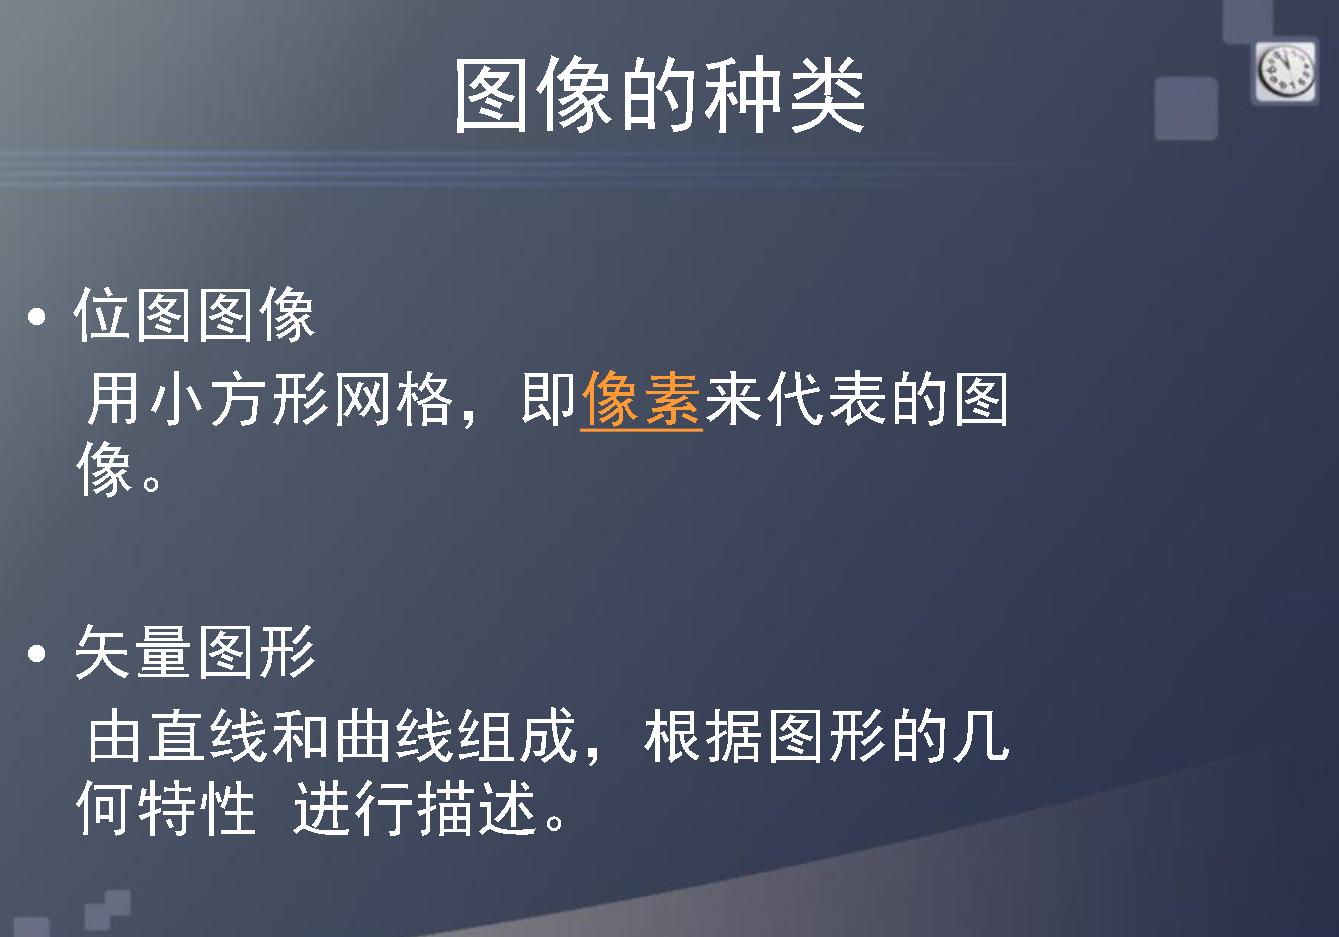 图像的种类
• 位图图像
用小方形网格，即像素来代表的图
像。
• 矢量图形
由直线和曲线组成，根据图形的几
何特性 进行描述。